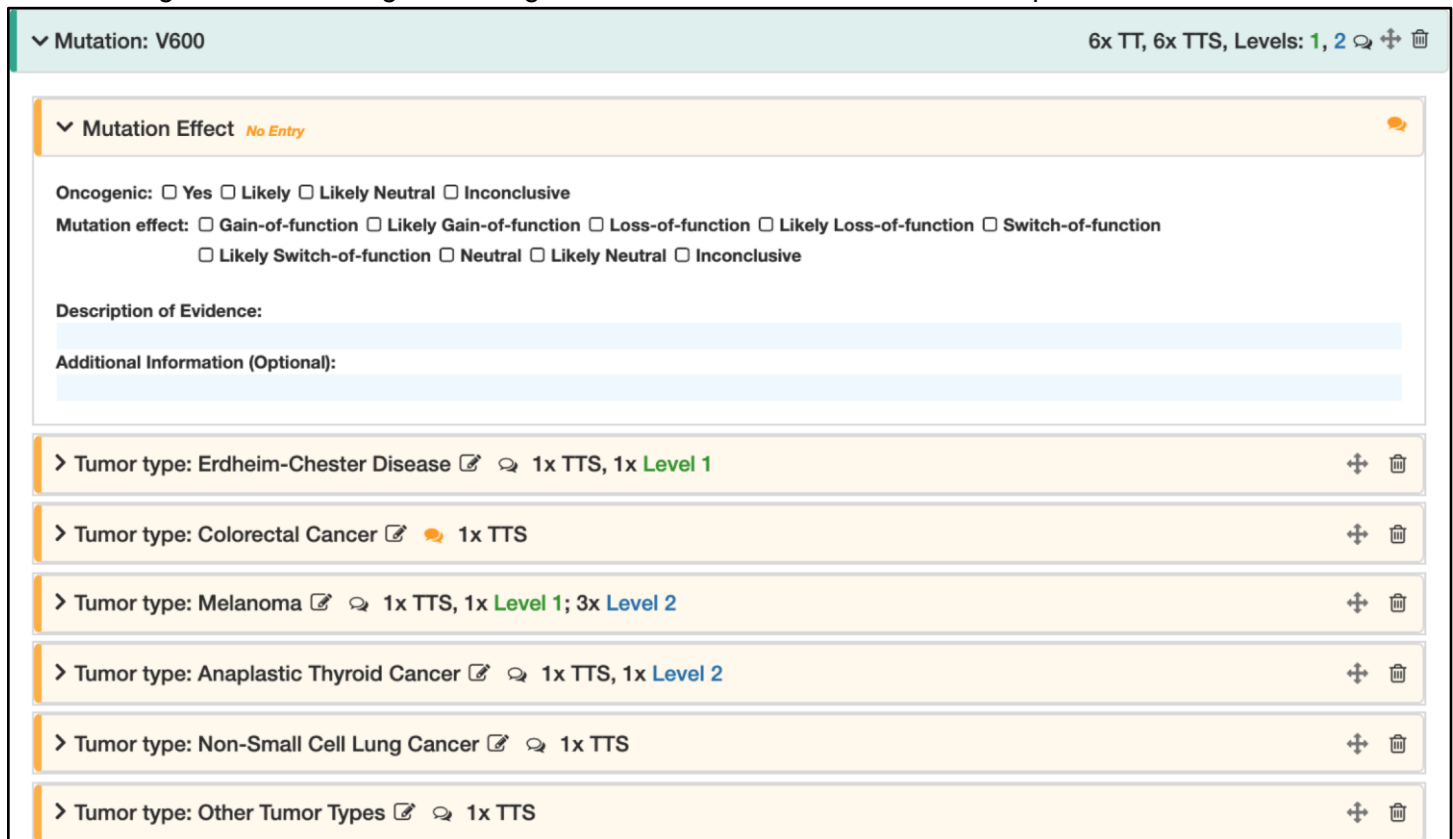 Mutation: V600 6x TT, 6x TTS, Levels: 1, 2
Mutation Effect No Entry
Oncogenic: Yes Likely Likely Neutral Inconclusive
Mutation effect: Gain-of-function Likely Gain-of-function Loss-of-function Likely Loss-of-function Switch-of-function
Likely Switch-of-function Neutral Likely Neutral Inconclusive
Description of Evidence:
Additional Information (Optional):
Tumor type: Erdheim-Chester Disease 1x TTS, 1x Level 1
Tumor type: Colorectal Cancer 1x TTS
Tumor type: Melanoma 1x TTS, 1x Level 1; 3x Level 2
Tumor type: Anaplastic Thyroid Cancer 1x TTS, 1x Level 2
Tumor type: Non-Small Cell Lung Cancer 1x TTS
Tumor type: Other Tumor Types 1x TTS